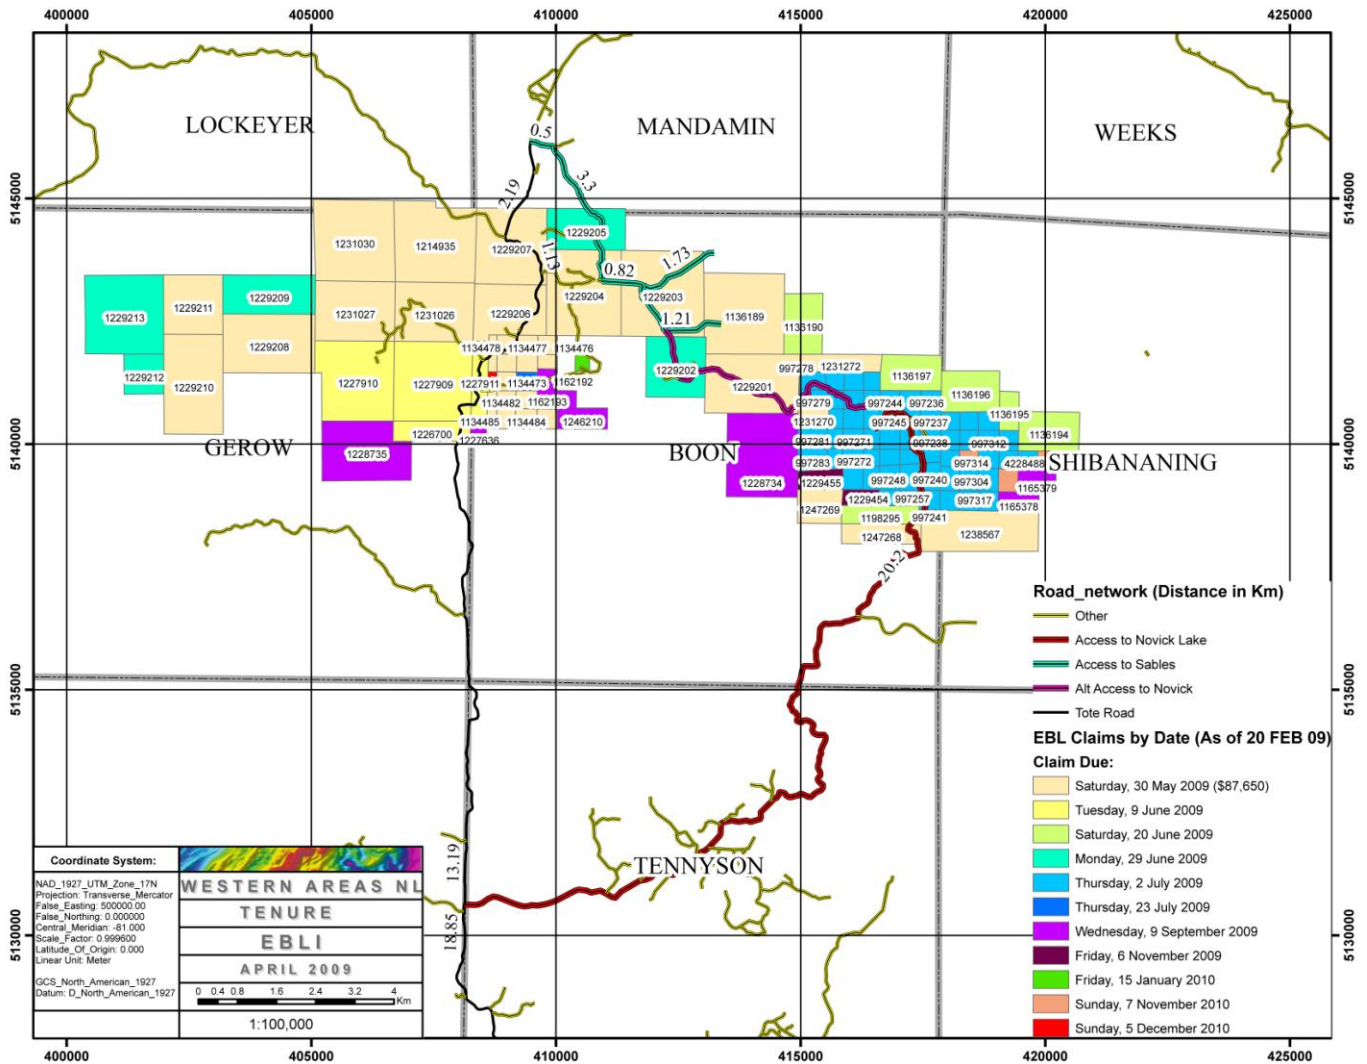 400000 405000 410000 415000 420000 425000
LOCKEYER MANDAMIN WEEKS
0.5
3.3
2.19
5145000 5145000
1229205
1231030 1214935 1229207
1.13
1.73
0.82
1229213 1229211 1229209
1229204 1229203
1231027 1231026 1229206 1136189
1.21
1136190
1229208
1134478 1134477 1134476
1229212 1229210
1227910 1227909 1227911 1134473 1162192
1229202 1229201
997278 1231272
1136197 1136196
1134482 1162193
997279 997244 997236
1136195
1134485 1134484 1246210
1231270 997245 997237
1136194
1226700 1227636
5140000 5140000
GEROW BOON SHIBANANING
1228735
997281 997271 997238 997312
997283 997272 997314 4228488
1228734 1229455 997248 997240 997304 1165379
1229454 997257 997317 1165378
1247269 1198295 997241
1247268 1238567
20.2
5135000 5135000
Road_network (Distance in Km)
Other
Access to Novick Lake
Access to Sables
Alt Access to Novick
Tote Road
EBL Claims by Date (As of 20 FEB 09)
Claim Due:
Saturday, 30 May 2009 ($87,650)
Tuesday, 9 June 2009
Saturday, 20 June 2009
Monday, 29 June 2009
Thursday, 2 July 2009
Thursday, 23 July 2009
Wednesday, 9 September 2009
Friday, 6 November 2009
Friday, 15 January 2010
Sunday, 7 November 2010
Sunday, 5 December 2010
TENNYSON
13.19
18.85
5130000 5130000
Coordinate System:
NAD_1927_UTM_Zone_17N
Projection: Transverse_Mercator
False_Easting: 500000.00
False_Northing: 0.000000
Central_Meridian: -81.000
Scale_Factor: 0.999600
Latitude_Of_Origin: 0.000
Linear Unit: Meter
GCS_North_American_1927
Datum: D_North_American_1927
WESTERN AREAS NL
TENURE
EBLI
APRIL 2009
0 0.4 0.8 1.6 2.4 3.2 4
Km
1:100,000
400000 405000 410000 415000 420000 425000